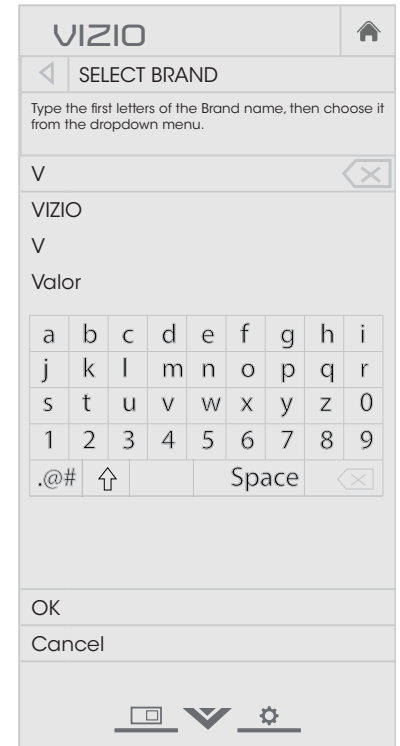 VIZIO
SELECT BRAND
Type the first letters of the Brand name, then choose it
from the dropdown menu.
V
VIZIO
V
Valor
a b c d e f g h i
j k l m n o p q r
s t u v w x y z 0
1 2 3 4 5 6 7 8 9
.@# Space
OK
Cancel